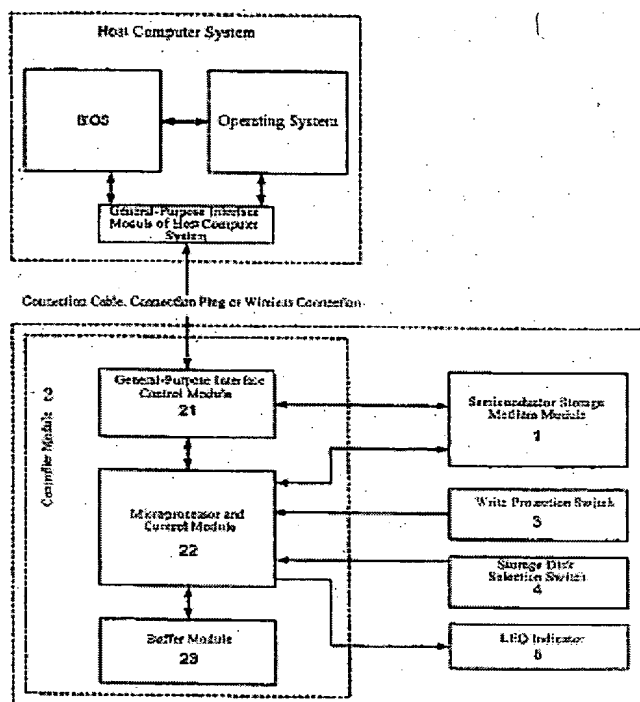 Host Computer System
BIOS
Operating System
General-Purpose Interface
Module of Host Computer
System
Connection Cable, Connection Plug or Wireless Connection
Controller Module 2
General-Purpose Interface
Control Module
21
Semiconductor Storage
Medium Module
1
Microprocessor and
Control Module
22
Write Protection Switch
3
Storage Disk
Selection Switch
4
Buffer Module
23
LED Indicator
5